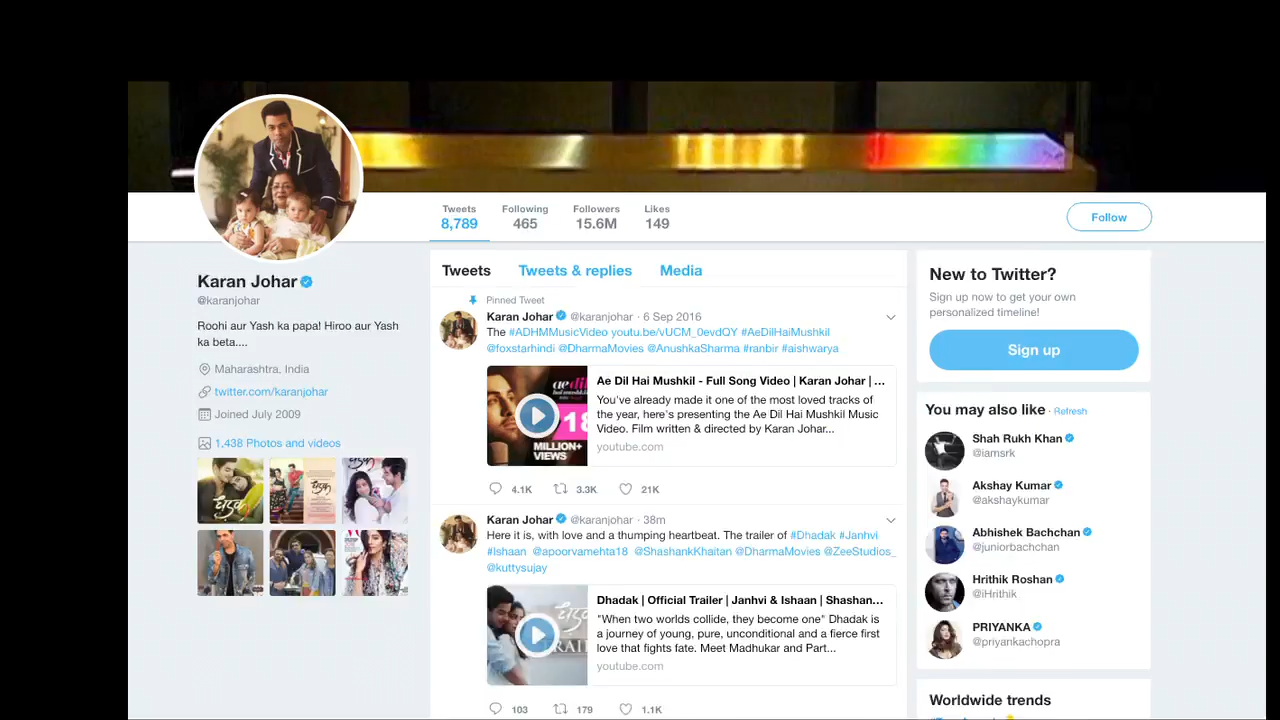 Tweets
8,789
Following
465
Followers
15.6M
Likes
149
Follow
Karan Johar
@karanjohar
Roohi aur Yash ka papa! Hiroo aur Yash
ka beta....
Maharashtra, India
twitter.com/karanjohar
Joined July 2009
1,438 Photos and videos
धड़क
धड़क
Tweets Tweets & replies Media
Pinned Tweet
Karan Johar @karanjohar · 6 Sep 2016
The #ADHMMusicVideo youtu.be/vUCM_0evdQY #AeDilHaiMushkil
@foxstarhindi @DharmaMovies @AnushkaSharma #ranbir #aishwarya
MILLION+
VIEWS
Ae Dil Hai Mushkil - Full Song Video | Karan Johar | ...
You've already made it one of the most loved tracks of
the year, here's presenting the Ae Dil Hai Mushkil Music
Video. Film written & directed by Karan Johar...
youtube.com
4.1K 3.3K 21K
Karan Johar @karanjohar · 38m
Here it is, with love and a thumping heartbeat. The trailer of #Dhadak #Janhvi
#Ishaan @apoorvamehta18 @ShashankKhaitan @DharmaMovies @ZeeStudios_
@kuttysujay
Dhadak | Official Trailer | Janhvi & Ishaan | Shashan...
"When two worlds collide, they become one" Dhadak is
a journey of young, pure, unconditional and a fierce first
love that fights fate. Meet Madhukar and Part...
youtube.com
103 179 1.1K
New to Twitter?
Sign up now to get your own
personalized timeline!
Sign up
You may also like · Refresh
Shah Rukh Khan
@iamsrk
Akshay Kumar
@akshaykumar
Abhishek Bachchan
@juniorbachchan
Hrithik Roshan
@iHrithik
PRIYANKA
@priyankachopra
Worldwide trends